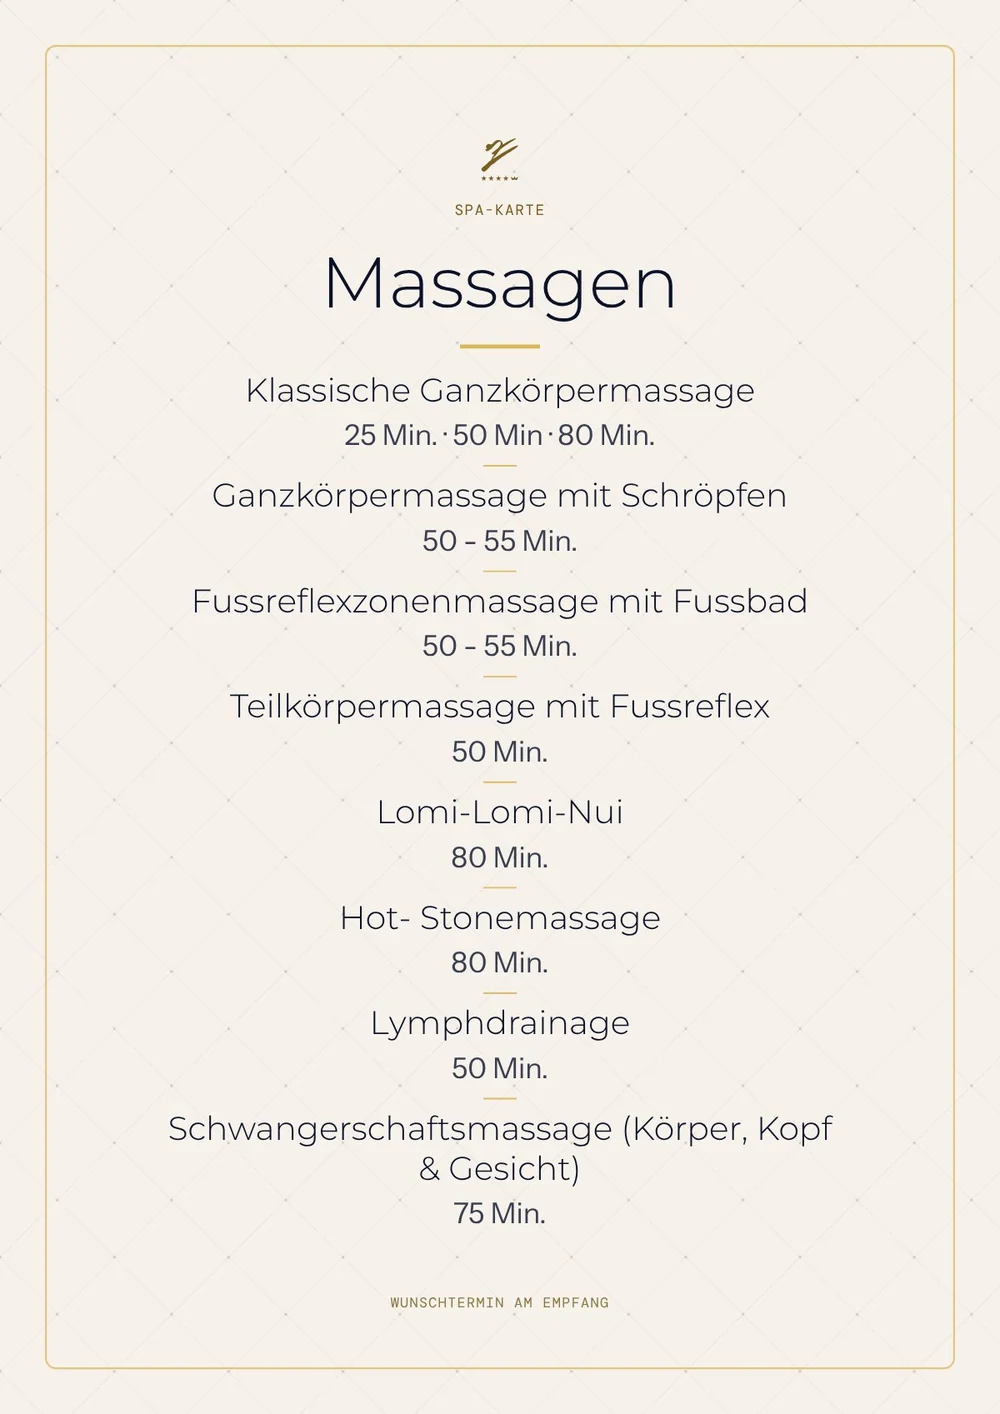 SPA-KARTE
Massagen
Klassische Ganzkörpermassage
25 Min. · 50 Min · 80 Min.
Ganzkörpermassage mit Schröpfen
50 - 55 Min.
Fussreflexzonenmassage mit Fussbad
50 - 55 Min.
Teilkörpermassage mit Fussreflex
50 Min.
Lomi-Lomi-Nui
80 Min.
Hot- Stonemassage
80 Min.
Lymphdrainage
50 Min.
Schwangerschaftsmassage (Körper, Kopf
& Gesicht)
75 Min.
WUNSCHTERMIN AM EMPFANG